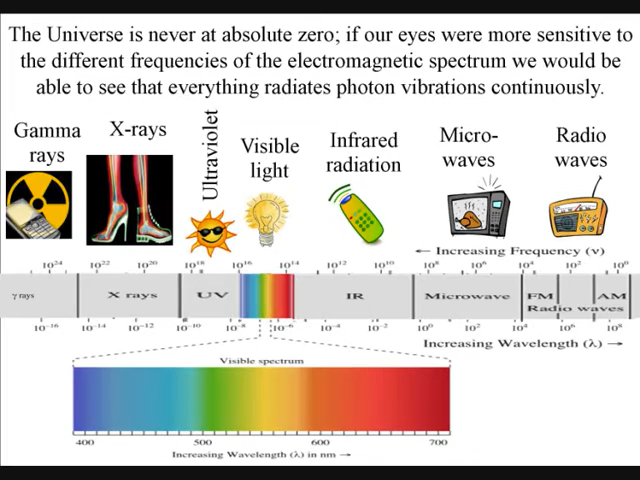 The Universe is never at absolute zero; if our eyes were more sensitive to
the different frequencies of the electromagnetic spectrum we would be
able to see that everything radiates photon vibrations continuously.
Gamma
rays
X-rays
Ultraviolet
Visible
light
Infrared
radiation
Micro-
waves
Radio
waves
← Increasing Frequency (ν)
10²⁴ 10²² 10²⁰ 10¹⁸ 10¹⁶ 10¹⁴ 10¹² 10¹⁰ 10⁸ 10⁶ 10⁴ 10² 10⁰
γ rays X rays UV IR Microwave FM AM
Radio waves
10⁻¹⁶ 10⁻¹⁴ 10⁻¹² 10⁻¹⁰ 10⁻⁸ 10⁻⁶ 10⁻⁴ 10⁻² 10⁰ 10² 10⁴ 10⁶ 10⁸
Increasing Wavelength (λ) →
Visible spectrum
400 500 600 700
Increasing Wavelength (λ) in nm →